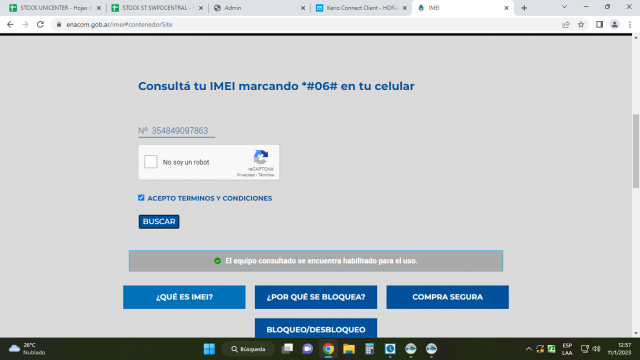 STOCK UNICENTER - Hojas
STOCK ST SWPOCENTRAL -
Admin
Kerio Connect Client - HOR
IMEI
enacom.gob.ar/imei#contenedorSite
Consultá tu IMEI marcando *#06# en tu celular
Nº 354849097863
No soy un robot
reCAPTCHA
Privacidad - Términos
ACEPTO TERMINOS Y CONDICIONES
BUSCAR
El equipo consultado se encuentra habilitado para el uso.
¿QUÉ ES IMEI?
¿POR QUÉ SE BLOQUEA?
COMPRA SEGURA
BLOQUEO/DESBLOQUEO
26°C
Nublado
Búsqueda
ESP
LAA
12:57
11/1/2023